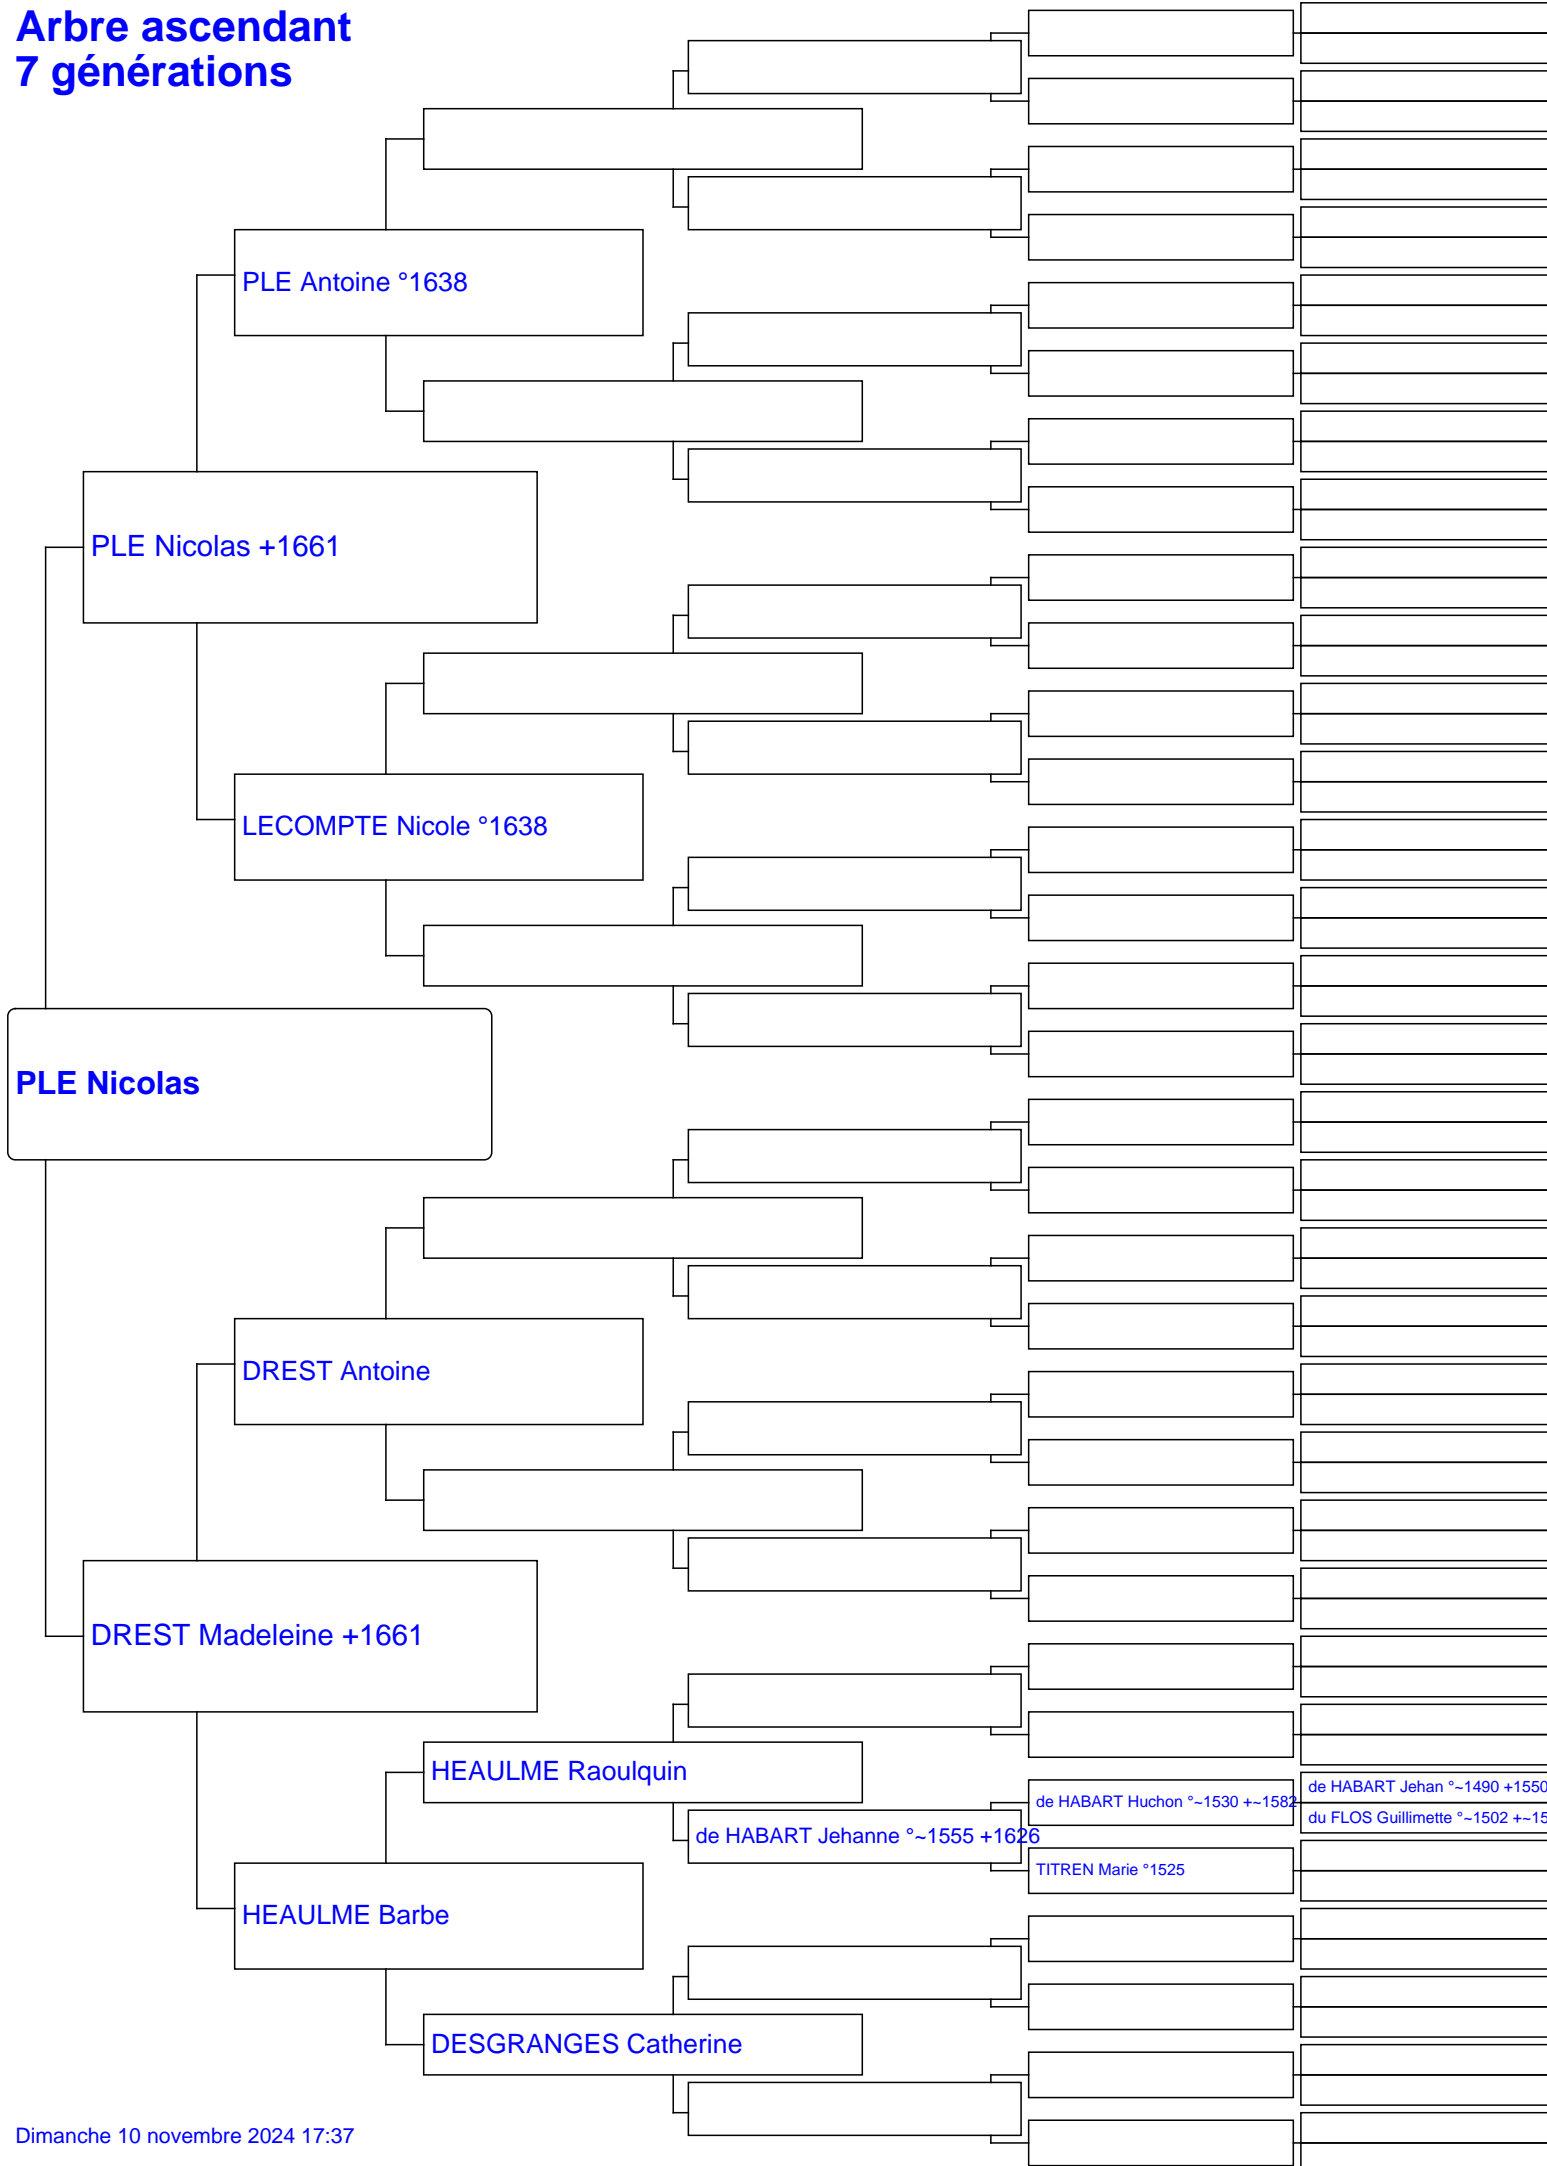 Arbre ascendant
7 générations
PLE Antoine °1638
PLE Nicolas +1661
LECOMPTE Nicole °1638
PLE Nicolas
DREST Antoine
DREST Madeleine +1661
HEAULME Raoulquin
de HABART Jehan °~1490 +1550
de HABART Huchon °~1530 +~1582
du FLOS Guillimette °~1502 +~15
de HABART Jehanne °~1555 +1626
TITREN Marie °1525
HEAULME Barbe
DESGRANGES Catherine
Dimanche 10 novembre 2024 17:37